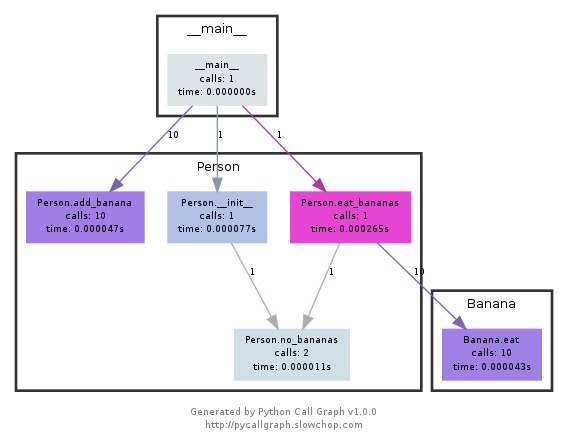 __main__
__main__
calls: 1
time: 0.000000s
10
1
1
Person
Person.add_banana
calls: 10
time: 0.000047s
Person.__init__
calls: 1
time: 0.000077s
Person.eat_bananas
calls: 1
time: 0.000265s
1
1
10
Banana
Person.no_bananas
calls: 2
time: 0.000011s
Banana.eat
calls: 10
time: 0.000043s
Generated by Python Call Graph v1.0.0
http://pycallgraph.slowchop.com